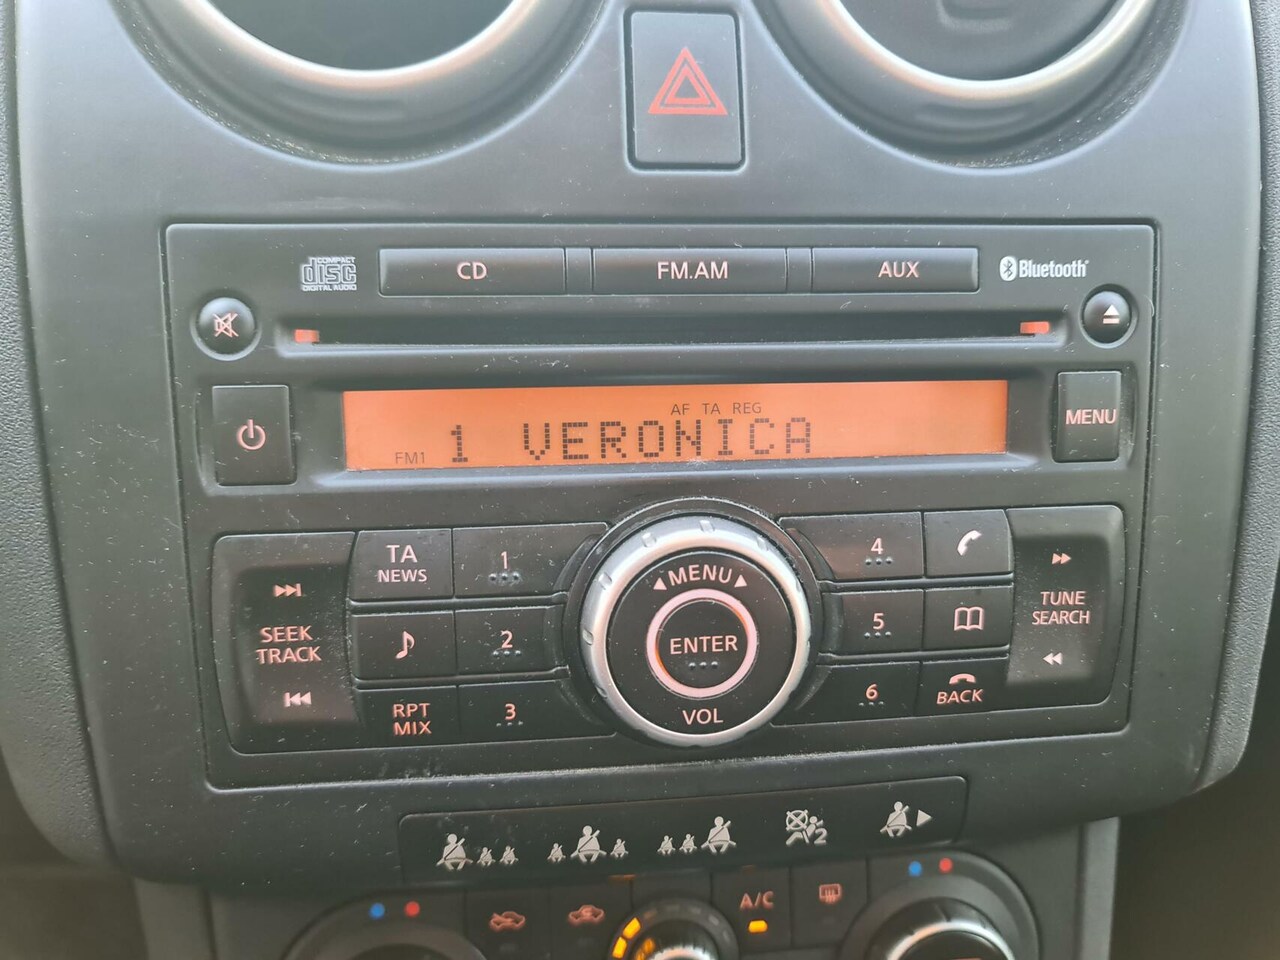 COMPACT
disc
DIGITAL AUDIO
CD
FM.AM
AUX
Bluetooth
MENU
AF TA REG
FM1 1 VERONICA
SEEK
TRACK
TA
NEWS
RPT
MIX
1
2
3
MENU
ENTER
VOL
4
5
6
BACK
TUNE
SEARCH
2
A/C